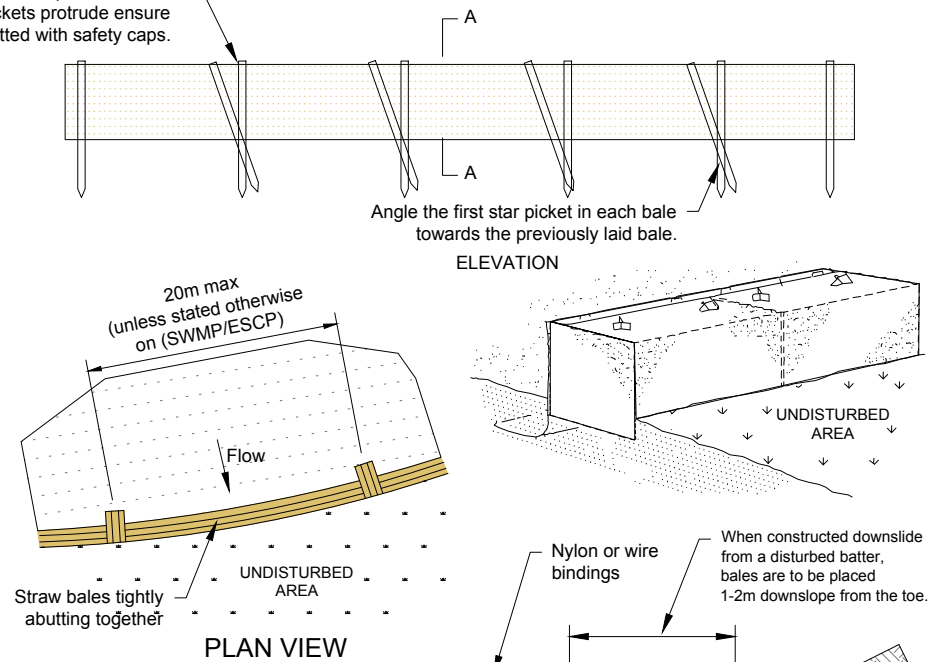 ckets protrude ensure
tted with safety caps.
A
A
Angle the first star picket in each bale
towards the previously laid bale.
ELEVATION
20m max
(unless stated otherwise
on (SWMP/ESCP)
Flow
UNDISTURBED
AREA
Straw bales tightly
abutting together
PLAN VIEW
UNDISTURBED
AREA
Nylon or wire
bindings
When constructed downslide
from a disturbed batter,
bales are to be placed
1-2m downslope from the toe.